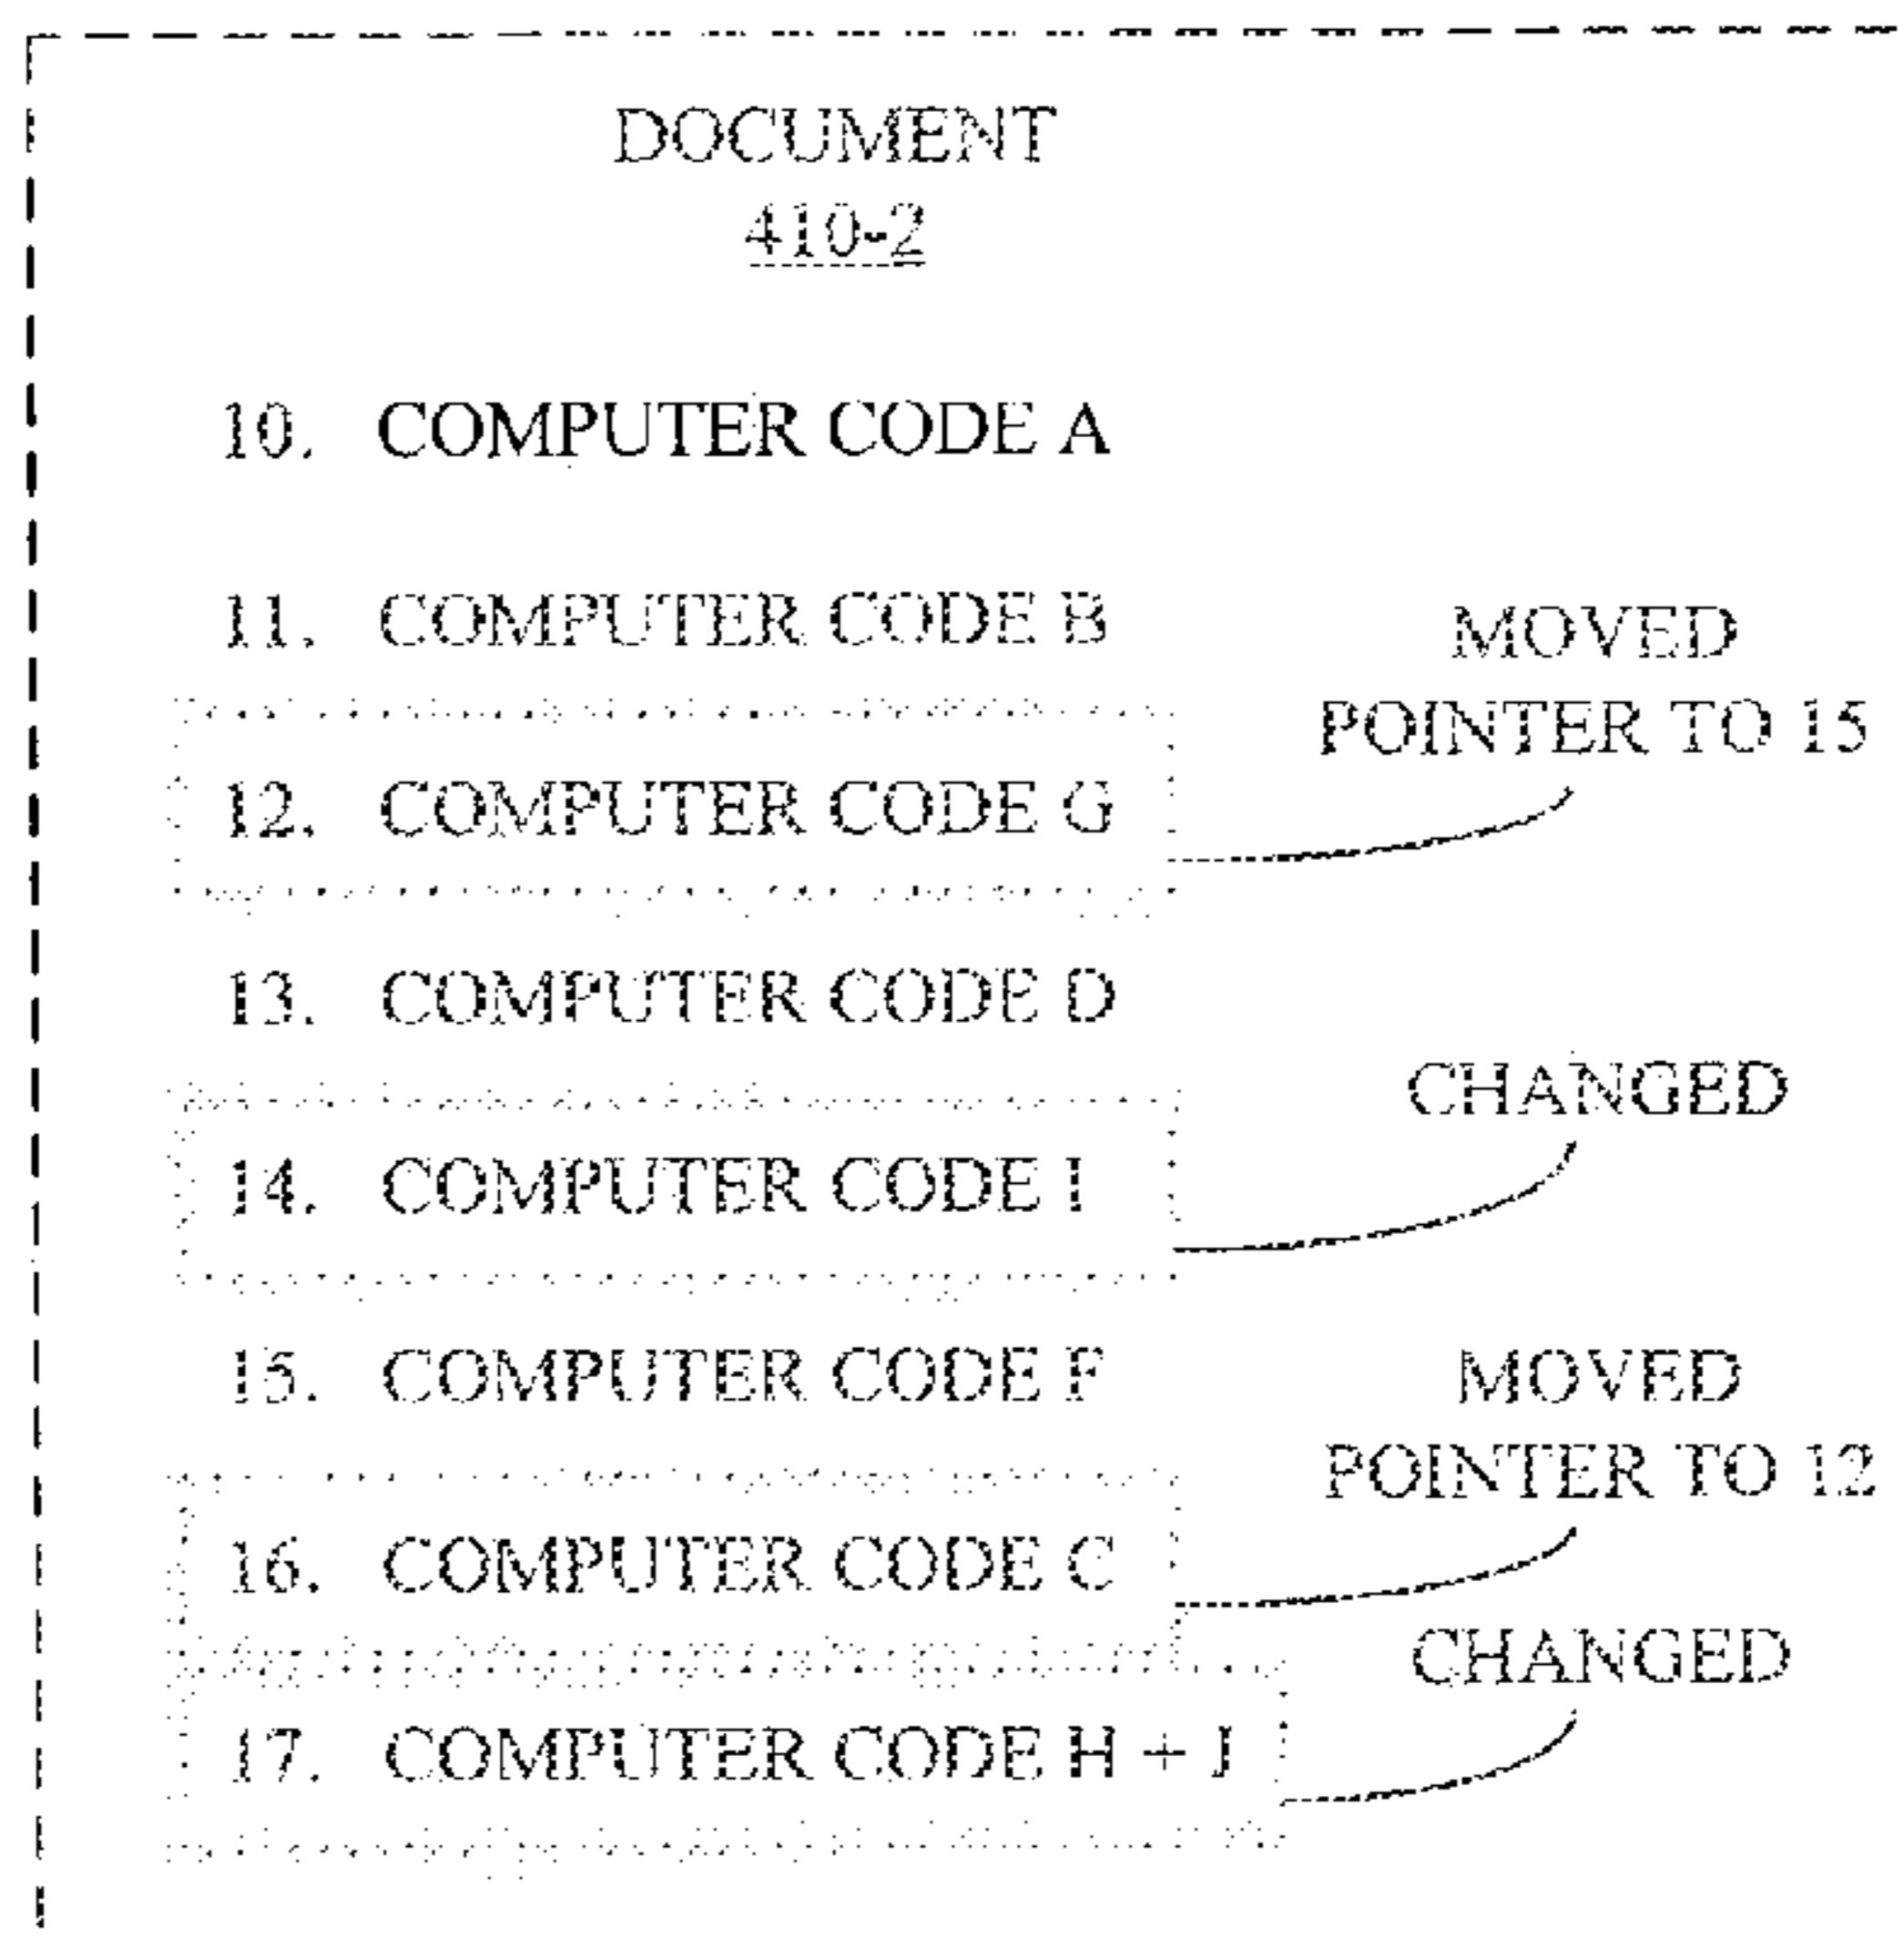 DOCUMENT
410-2
10. COMPUTER CODE A
11. COMPUTER CODE B
MOVED
POINTER TO 15
12. COMPUTER CODE G
13. COMPUTER CODE D
CHANGED
14. COMPUTER CODE I
15. COMPUTER CODE F
MOVED
POINTER TO 12
16. COMPUTER CODE C
CHANGED
17. COMPUTER CODE H + J